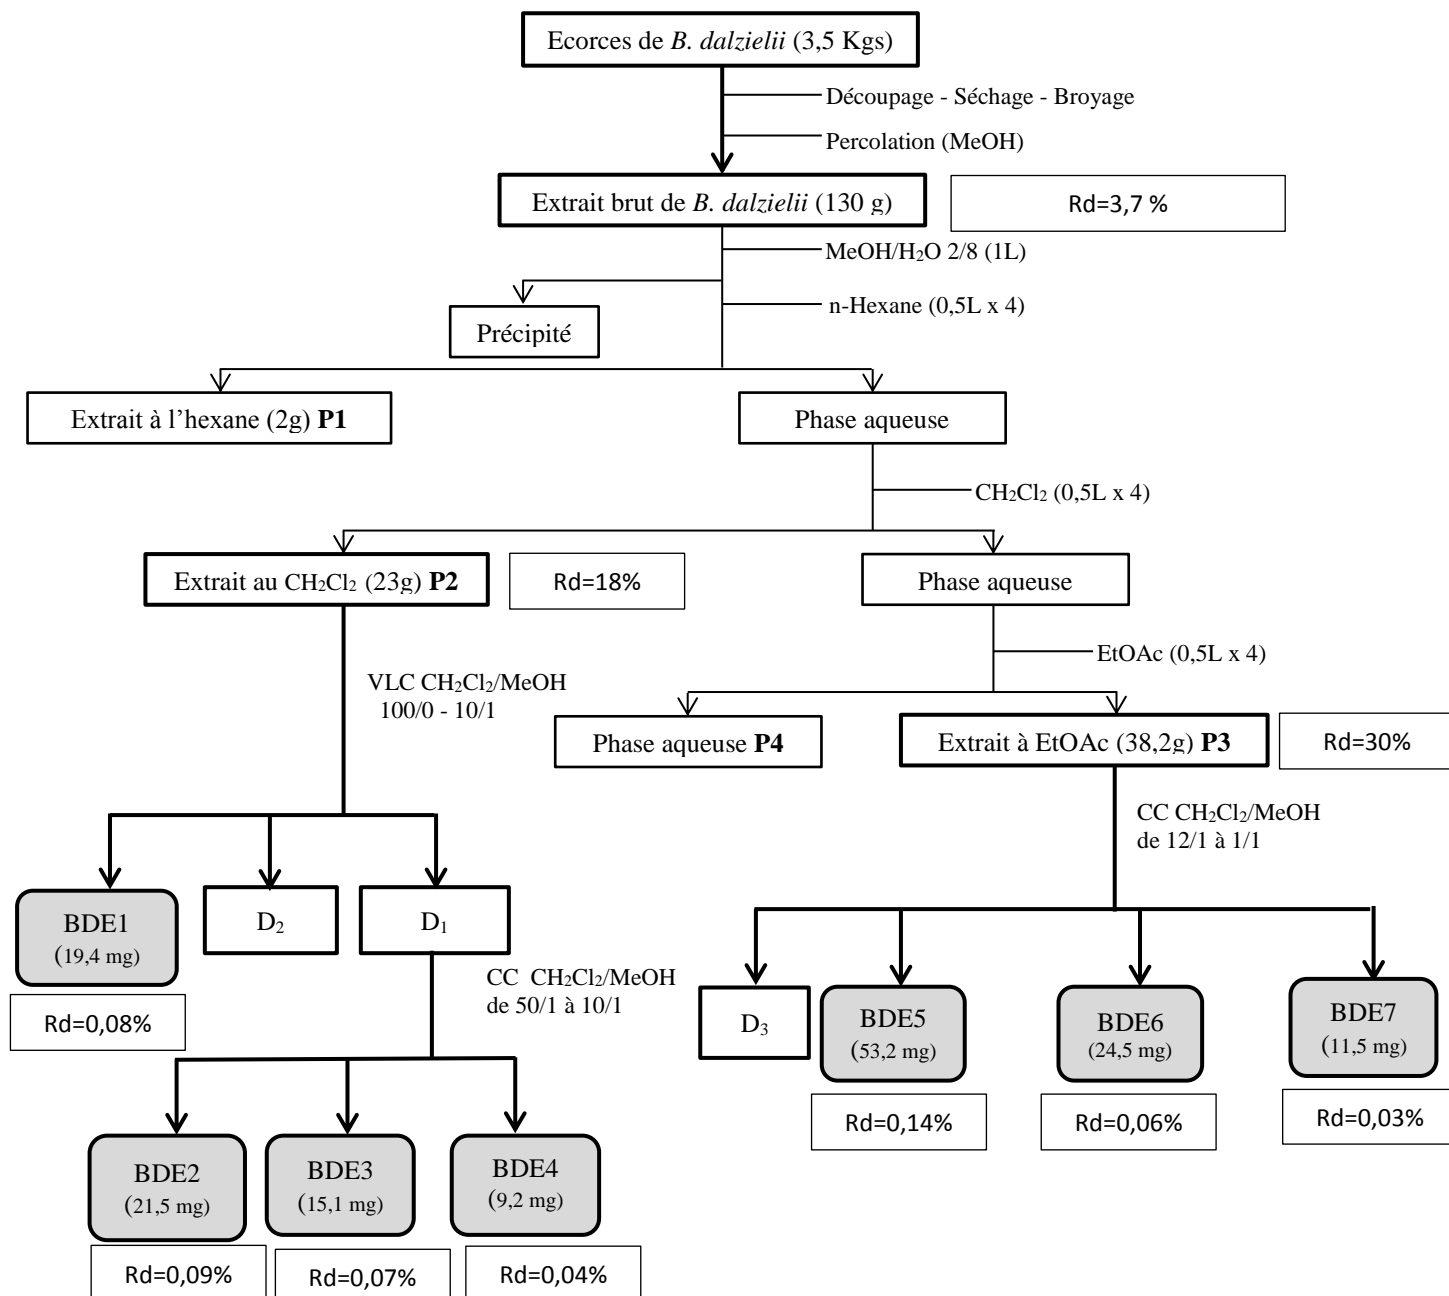 Ecorces de B. dalzielii (3,5 Kgs)
Découpage - Séchage - Broyage
Percolation (MeOH)
Extrait brut de B. dalzielii (130 g)
Rd=3,7 %
MeOH/H₂O 2/8 (1L)
n-Hexane (0,5L x 4)
Précipité
Extrait à l’hexane (2g) P1
Phase aqueuse
CH₂Cl₂ (0,5L x 4)
Extrait au CH₂Cl₂ (23g) P2
Rd=18%
Phase aqueuse
EtOAc (0,5L x 4)
VLC CH₂Cl₂/MeOH
100/0 - 10/1
Phase aqueuse P4
Extrait à EtOAc (38,2g) P3
Rd=30%
CC CH₂Cl₂/MeOH
de 12/1 à 1/1
BDE1
(19,4 mg)
D₂
D₁
Rd=0,08%
CC CH₂Cl₂/MeOH
de 50/1 à 10/1
D₃
BDE5
(53,2 mg)
BDE6
(24,5 mg)
BDE7
(11,5 mg)
Rd=0,14%
Rd=0,06%
Rd=0,03%
BDE2
(21,5 mg)
BDE3
(15,1 mg)
BDE4
(9,2 mg)
Rd=0,09%
Rd=0,07%
Rd=0,04%